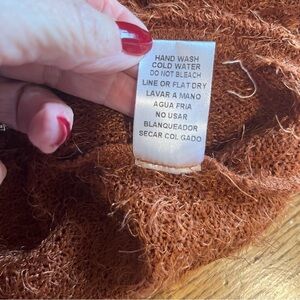 HAND WASH
COLD WATER
DO NOT BLEACH
LINE OR FLAT DRY
LAVAR A MANO
AGUA FRIA
NO USAR
BLANQUEADOR
SECAR COLGADO